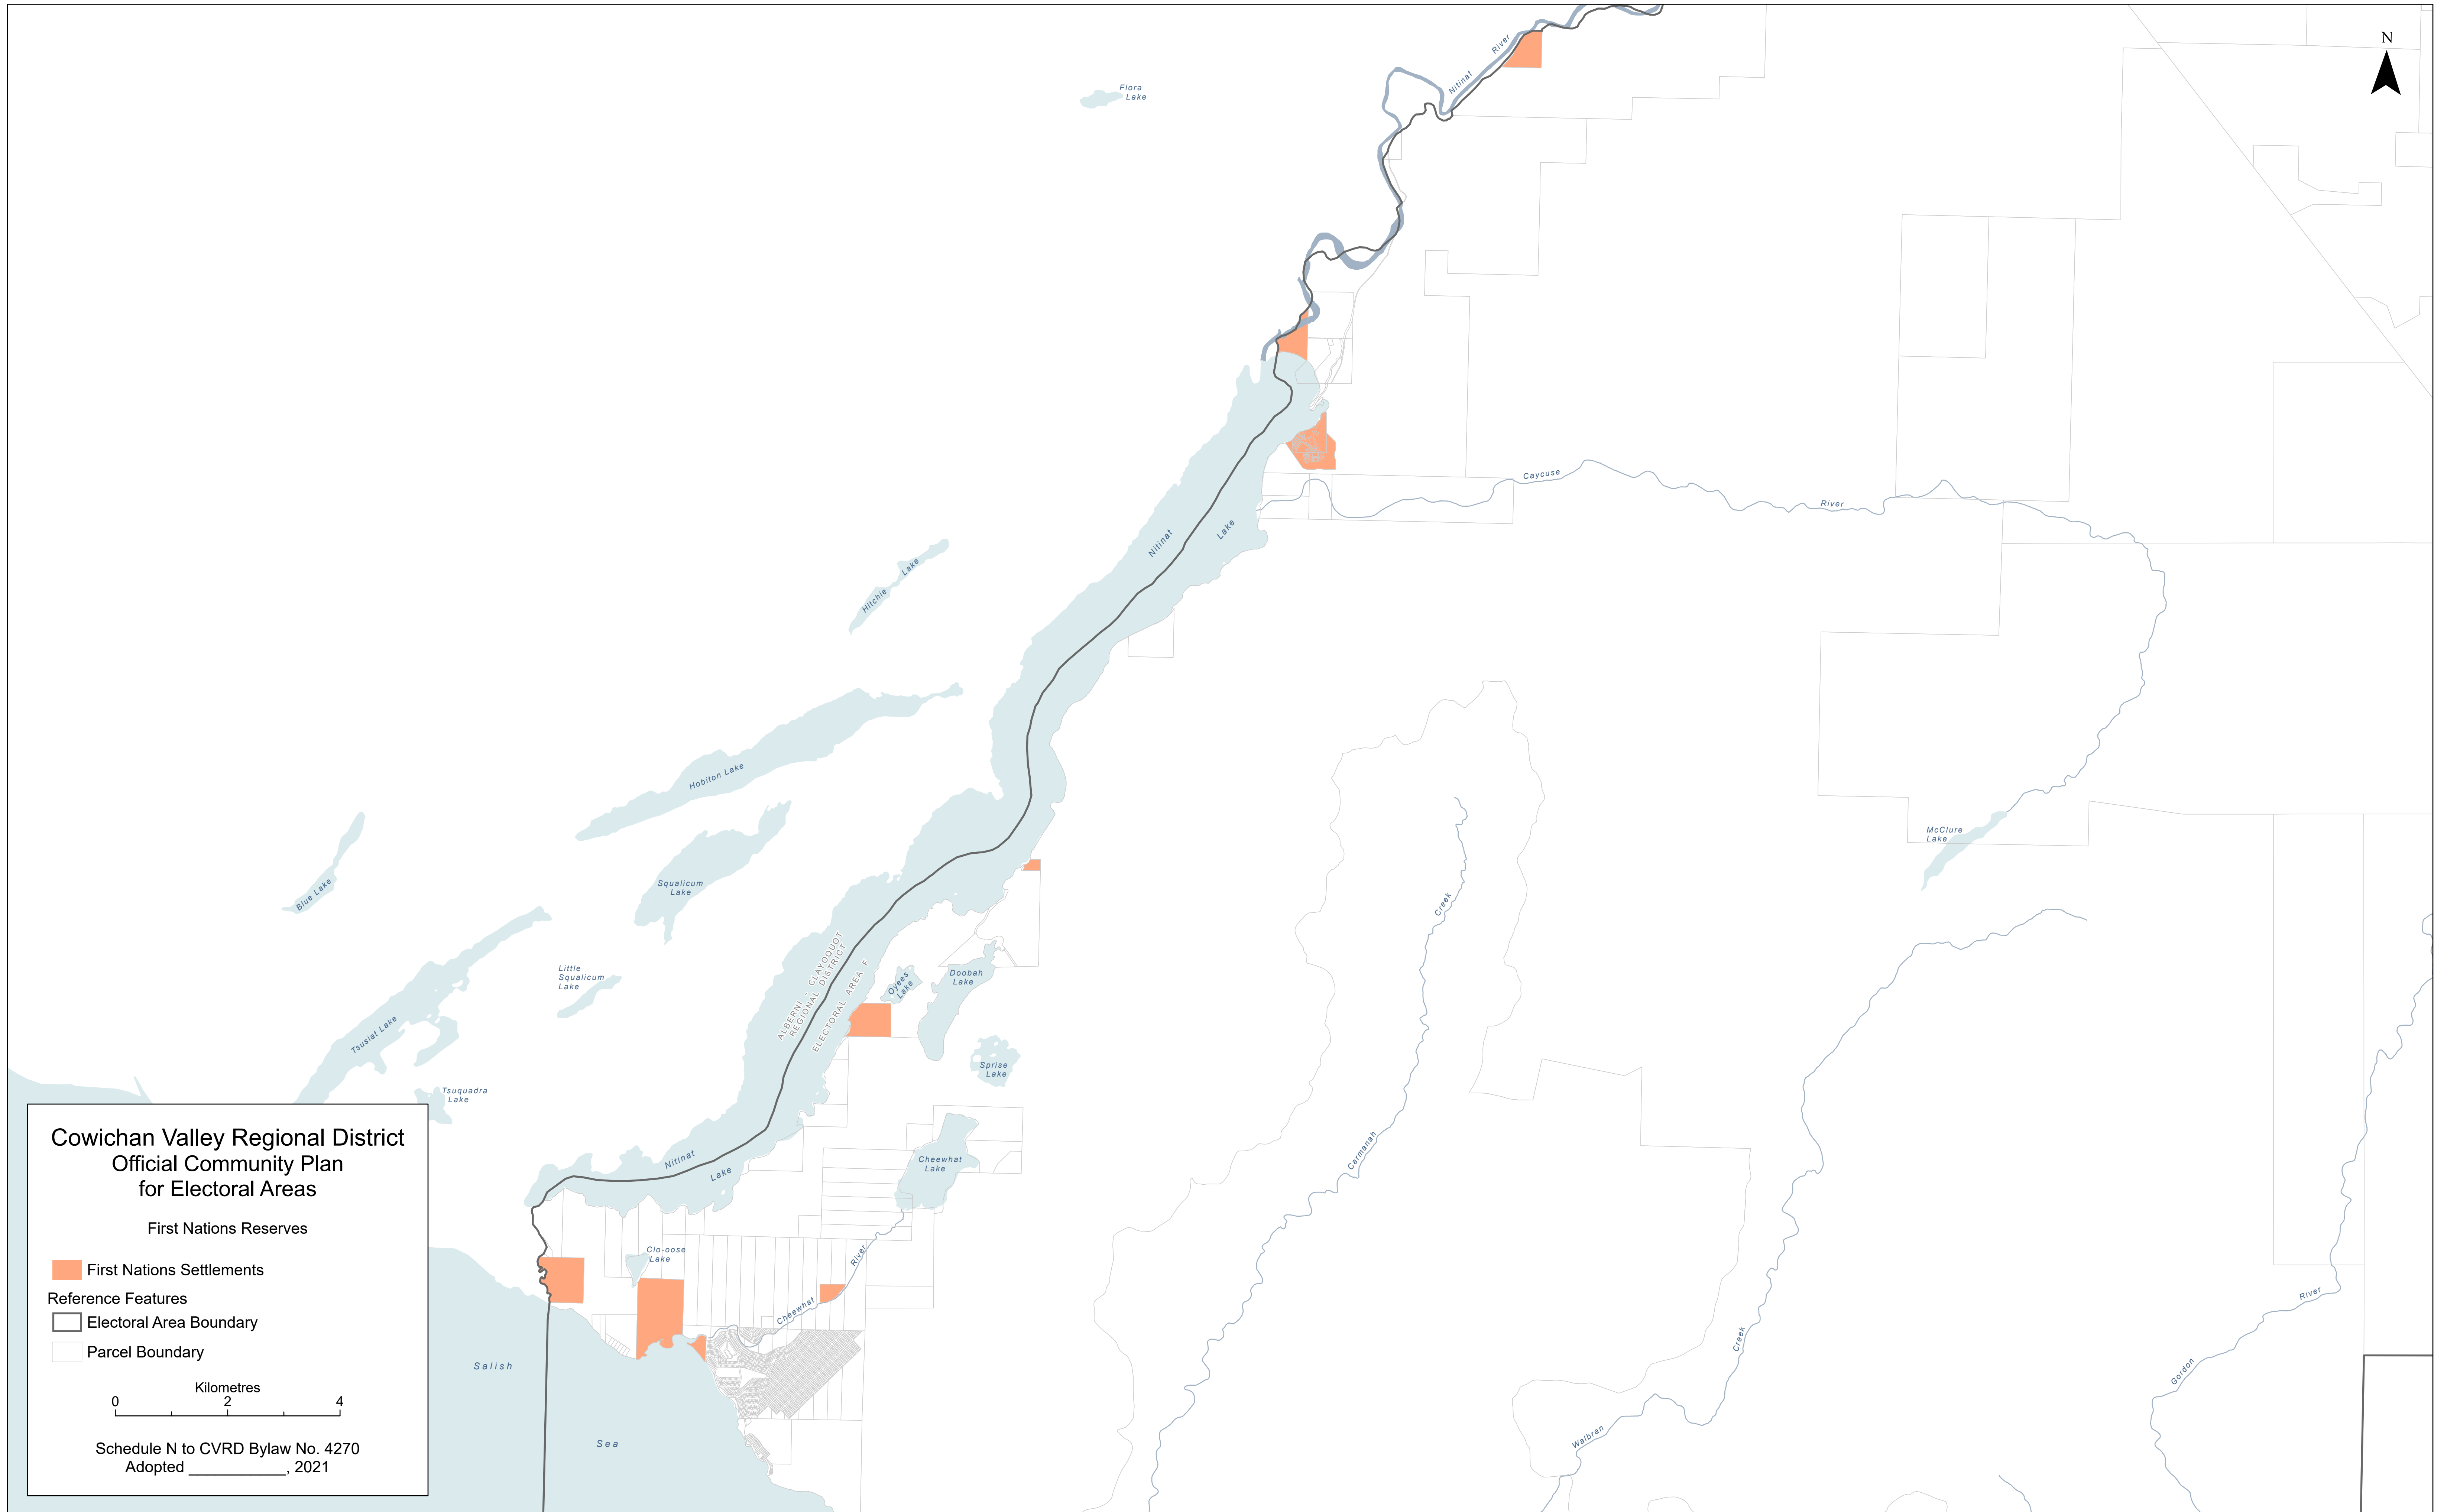 N
River
Nitinat
Flora
Lake
Caycuse
River
Nitinat
Lake
Hitchie Lake
Hobiton Lake
McClure
Lake
Blue Lake
Squalicum
Lake
Creek
ALBERNI - CLAYOQUOT
REGIONAL DISTRICT
ELECTORAL AREA F
Little
Squalicum
Lake
Oyees
Lake
Doobah
Lake
Tsusiat Lake
Sprise
Lake
Tsuquadra
Lake
Carmanah
Nitinat
Lake
Cheewhat
Lake
Clo-oose
Lake
River
Cheewhat
River
Creek
Gordon
Walbran
Salish
Sea
Cowichan Valley Regional District
Official Community Plan
for Electoral Areas
First Nations Reserves
First Nations Settlements
Reference Features
Electoral Area Boundary
Parcel Boundary
Kilometres
0 2 4
Schedule N to CVRD Bylaw No. 4270
Adopted ___________, 2021